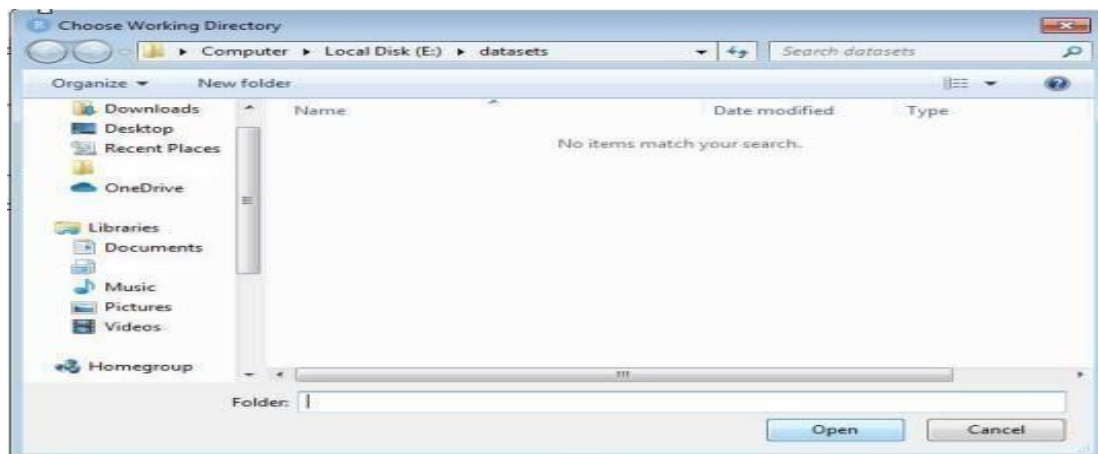 Choose Working Directory
Computer ▸ Local Disk (E:) ▸ datasets
Search datasets
Organize
New folder
Name
Date modified
Type
Downloads
Desktop
Recent Places
OneDrive
Libraries
Documents
Music
Pictures
Videos
Homegroup
No items match your search.
Folder:
Open
Cancel